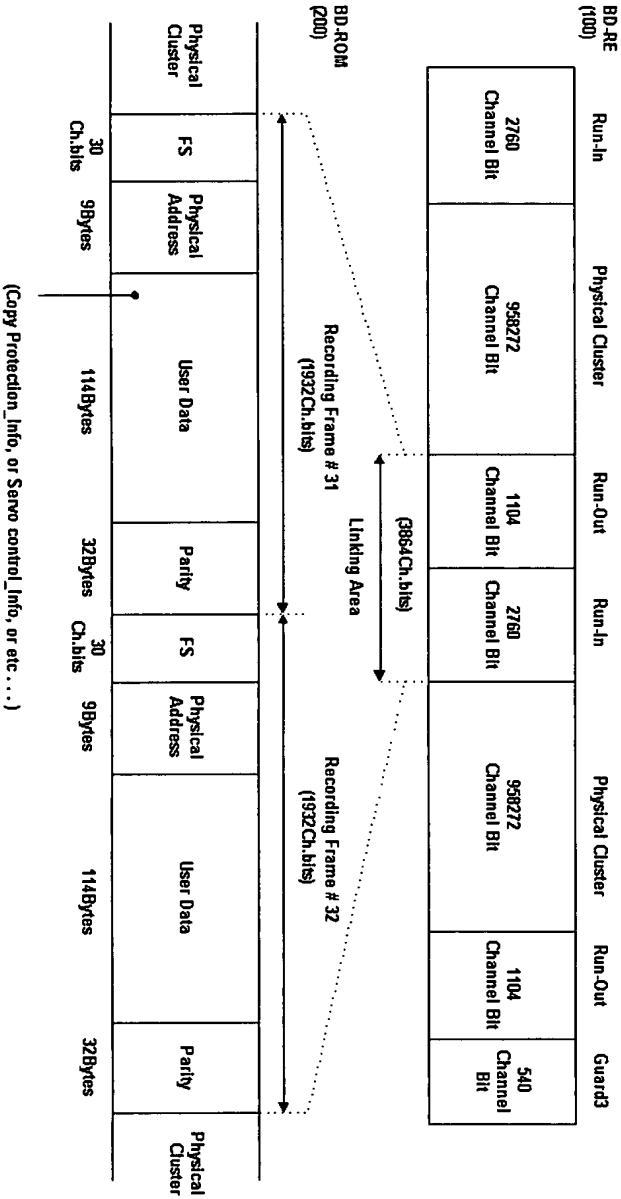 BD-RE
(100)
Run-In
Physical Cluster
Run-Out
Run-In
Physical Cluster
Run-Out
Guard3
2760
Channel Bit
958272
Channel Bit
1104
Channel Bit
2760
Channel Bit
958272
Channel Bit
1104
Channel Bit
540
Channel
Bit
(3864Ch.bits)
Linking Area
BD-ROM
(200)
Recording Frame # 31
(1932Ch.bits)
Recording Frame # 32
(1932Ch.bits)
Physical
Cluster
FS
Physical
Address
User Data
Parity
FS
Physical
Address
User Data
Parity
Physical
Cluster
30
Ch.bits
9Bytes
114Bytes
32Bytes
30
Ch.bits
9Bytes
114Bytes
32Bytes
(Copy Protection_Info, or Servo control_Info, or etc . . . )